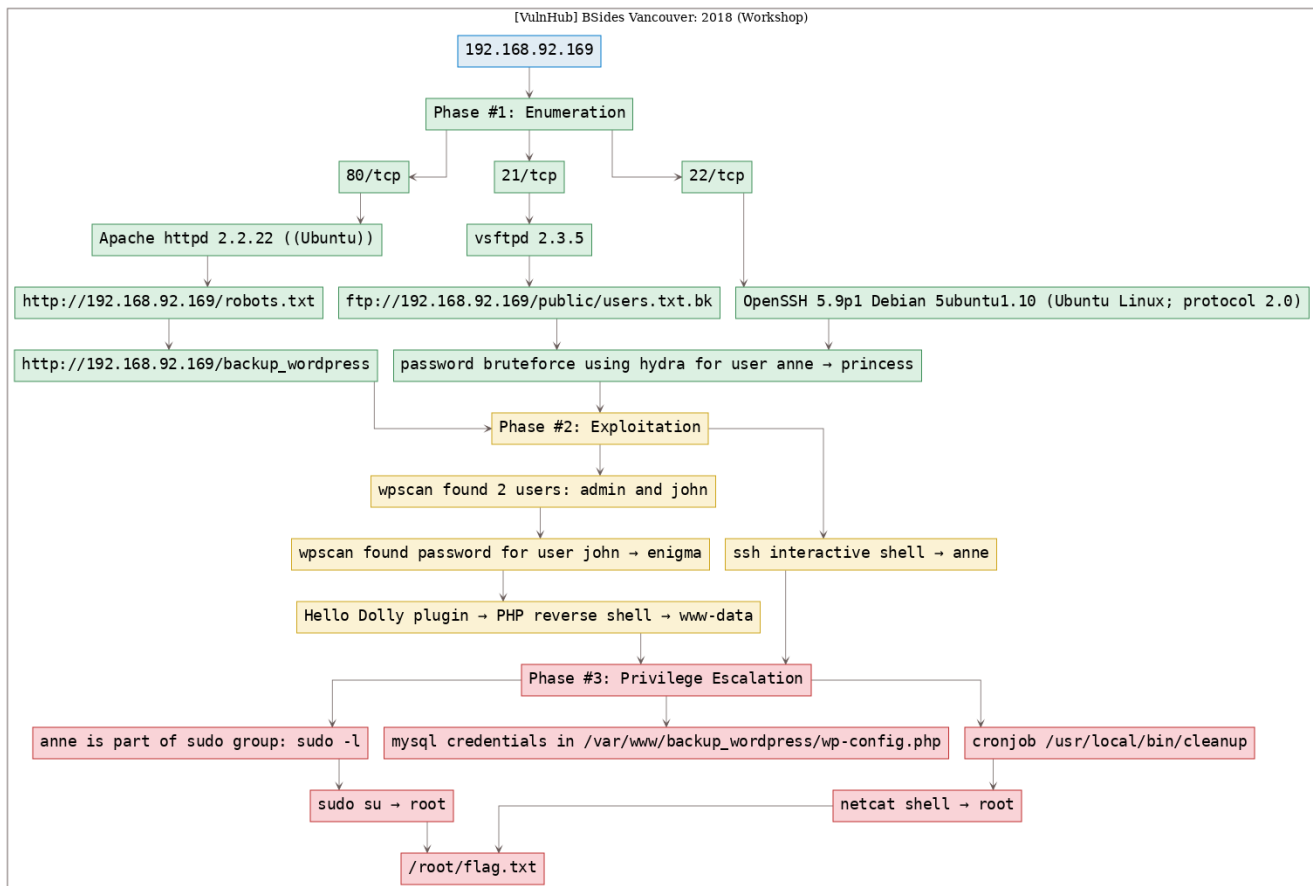 [VulnHub] BSides Vancouver: 2018 (Workshop)
192.168.92.169
Phase #1: Enumeration
80/tcp
21/tcp
22/tcp
Apache httpd 2.2.22 ((Ubuntu))
vsftpd 2.3.5
http://192.168.92.169/robots.txt
ftp://192.168.92.169/public/users.txt.bk
OpenSSH 5.9p1 Debian 5ubuntu1.10 (Ubuntu Linux; protocol 2.0)
http://192.168.92.169/backup_wordpress
password bruteforce using hydra for user anne → princess
Phase #2: Exploitation
wpscan found 2 users: admin and john
wpscan found password for user john → enigma
ssh interactive shell → anne
Hello Dolly plugin → PHP reverse shell → www-data
Phase #3: Privilege Escalation
anne is part of sudo group: sudo -l
mysql credentials in /var/www/backup_wordpress/wp-config.php
cronjob /usr/local/bin/cleanup
sudo su → root
netcat shell → root
/root/flag.txt